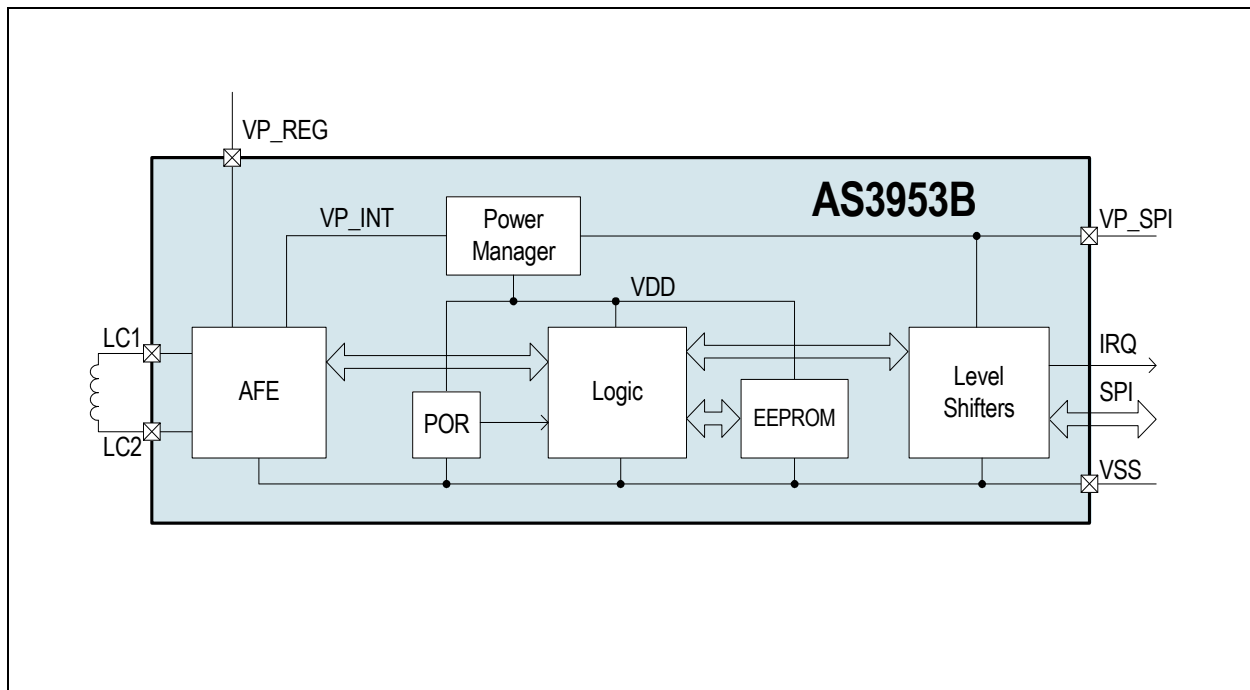 VP_REG
AS3953B
VP_INT
Power
Manager
VP_SPI
VDD
LC1
IRQ
AFE
Logic
Level
Shifters
SPI
POR
EEPROM
LC2
VSS